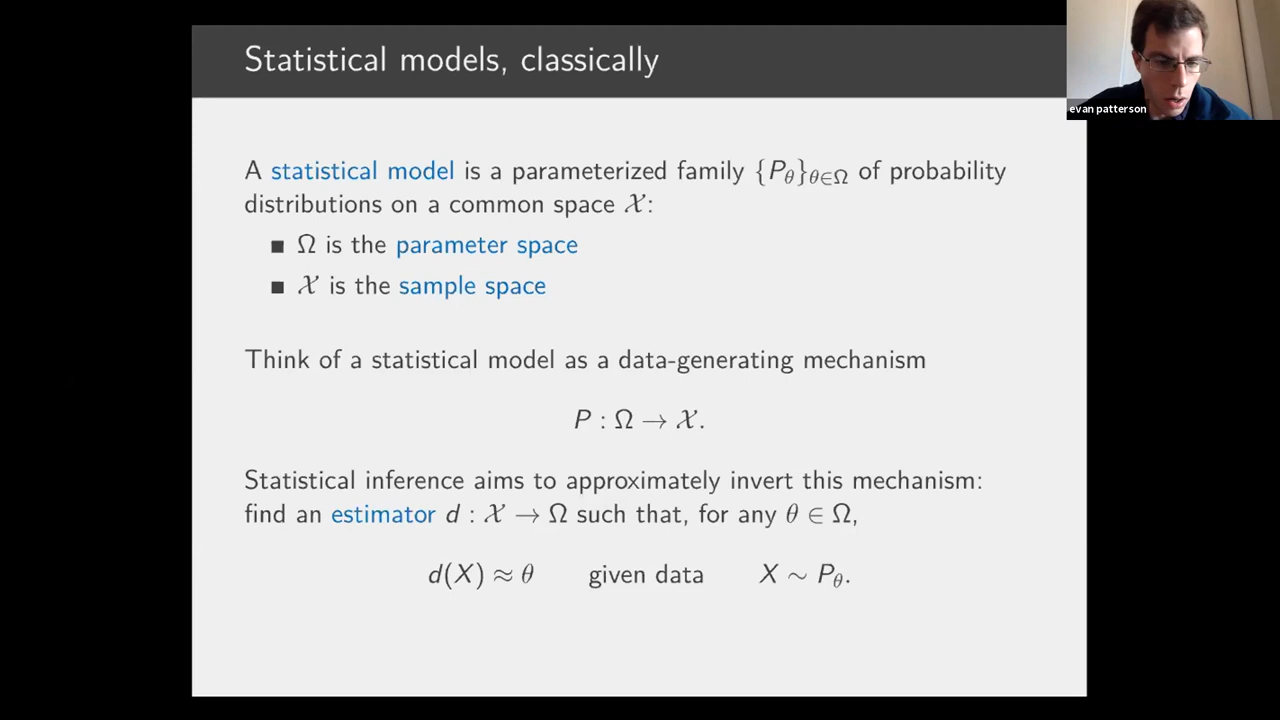 Statistical models, classically
evan patterson
A statistical model is a parameterized family {P_θ}_{θ∈Ω} of probability
distributions on a common space 𝒳:
■ Ω is the parameter space
■ 𝒳 is the sample space
Think of a statistical model as a data-generating mechanism
P : Ω → 𝒳.
Statistical inference aims to approximately invert this mechanism:
find an estimator d : 𝒳 → Ω such that, for any θ ∈ Ω,
d(X) ≈ θ given data X ∼ P_θ.